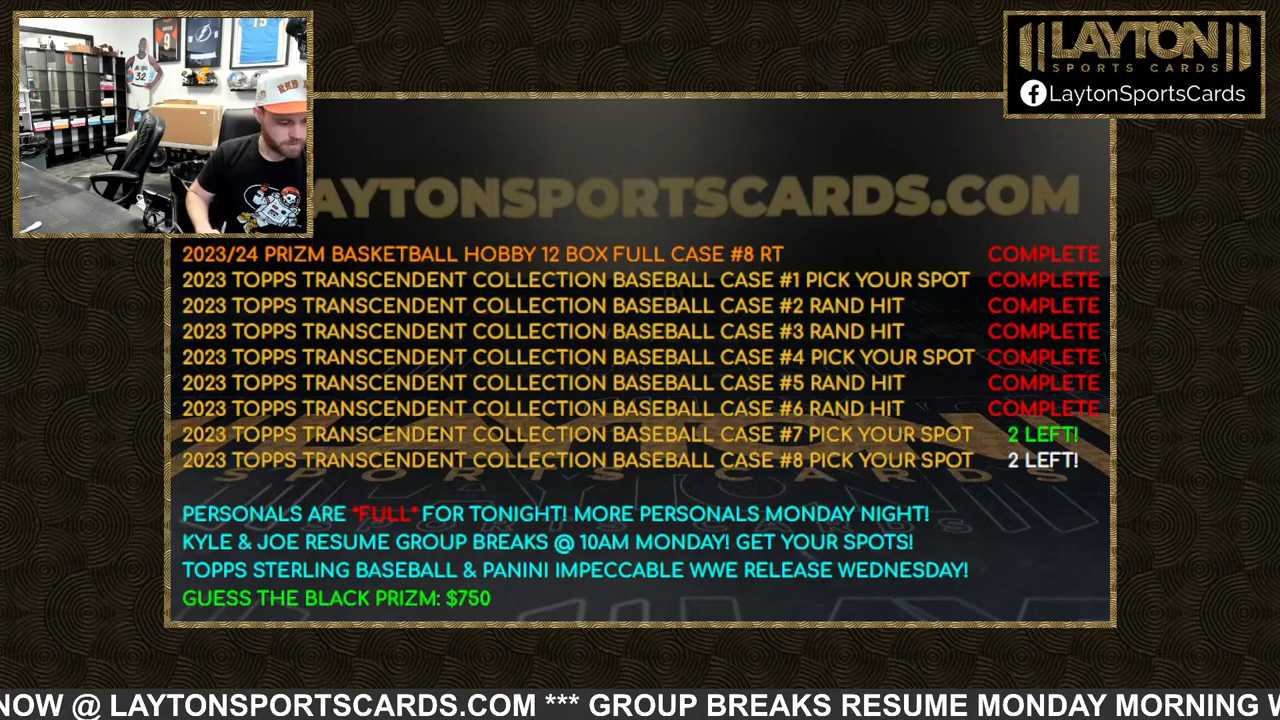 LAYTON
SPORTS CARDS
LaytonSportsCards
9
15
32
AYTONSPORTSCARDS.COM
2023/24 PRIZM BASKETBALL HOBBY 12 BOX FULL CASE #8 RT COMPLETE
2023 TOPPS TRANSCENDENT COLLECTION BASEBALL CASE #1 PICK YOUR SPOT COMPLETE
2023 TOPPS TRANSCENDENT COLLECTION BASEBALL CASE #2 RAND HIT COMPLETE
2023 TOPPS TRANSCENDENT COLLECTION BASEBALL CASE #3 RAND HIT COMPLETE
2023 TOPPS TRANSCENDENT COLLECTION BASEBALL CASE #4 PICK YOUR SPOT COMPLETE
2023 TOPPS TRANSCENDENT COLLECTION BASEBALL CASE #5 RAND HIT COMPLETE
2023 TOPPS TRANSCENDENT COLLECTION BASEBALL CASE #6 RAND HIT COMPLETE
2023 TOPPS TRANSCENDENT COLLECTION BASEBALL CASE #7 PICK YOUR SPOT 2 LEFT!
2023 TOPPS TRANSCENDENT COLLECTION BASEBALL CASE #8 PICK YOUR SPOT 2 LEFT!
SPORTS CARDS
PERSONALS ARE *FULL* FOR TONIGHT! MORE PERSONALS MONDAY NIGHT!
KYLE & JOE RESUME GROUP BREAKS @ 10AM MONDAY! GET YOUR SPOTS!
TOPPS STERLING BASEBALL & PANINI IMPECCABLE WWE RELEASE WEDNESDAY!
GUESS THE BLACK PRIZM: $750
NOW @ LAYTONSPORTSCARDS.COM *** GROUP BREAKS RESUME MONDAY MORNING W